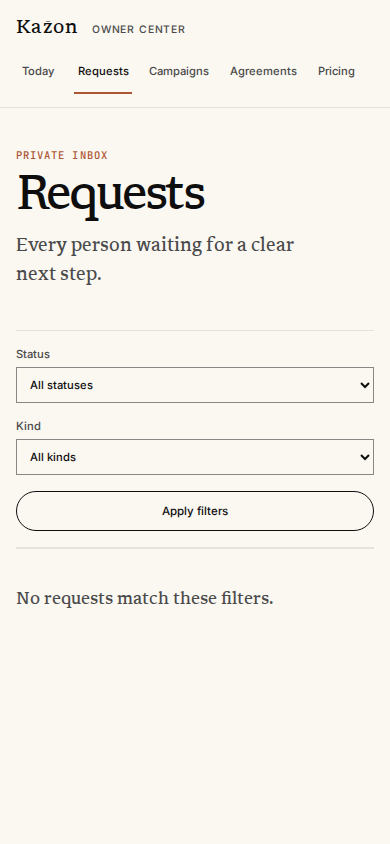 Kažon OWNER CENTER
Today Requests Campaigns Agreements Pricing
PRIVATE INBOX
Requests
Every person waiting for a clear
next step.
Status
All statuses
Kind
All kinds
Apply filters
No requests match these filters.